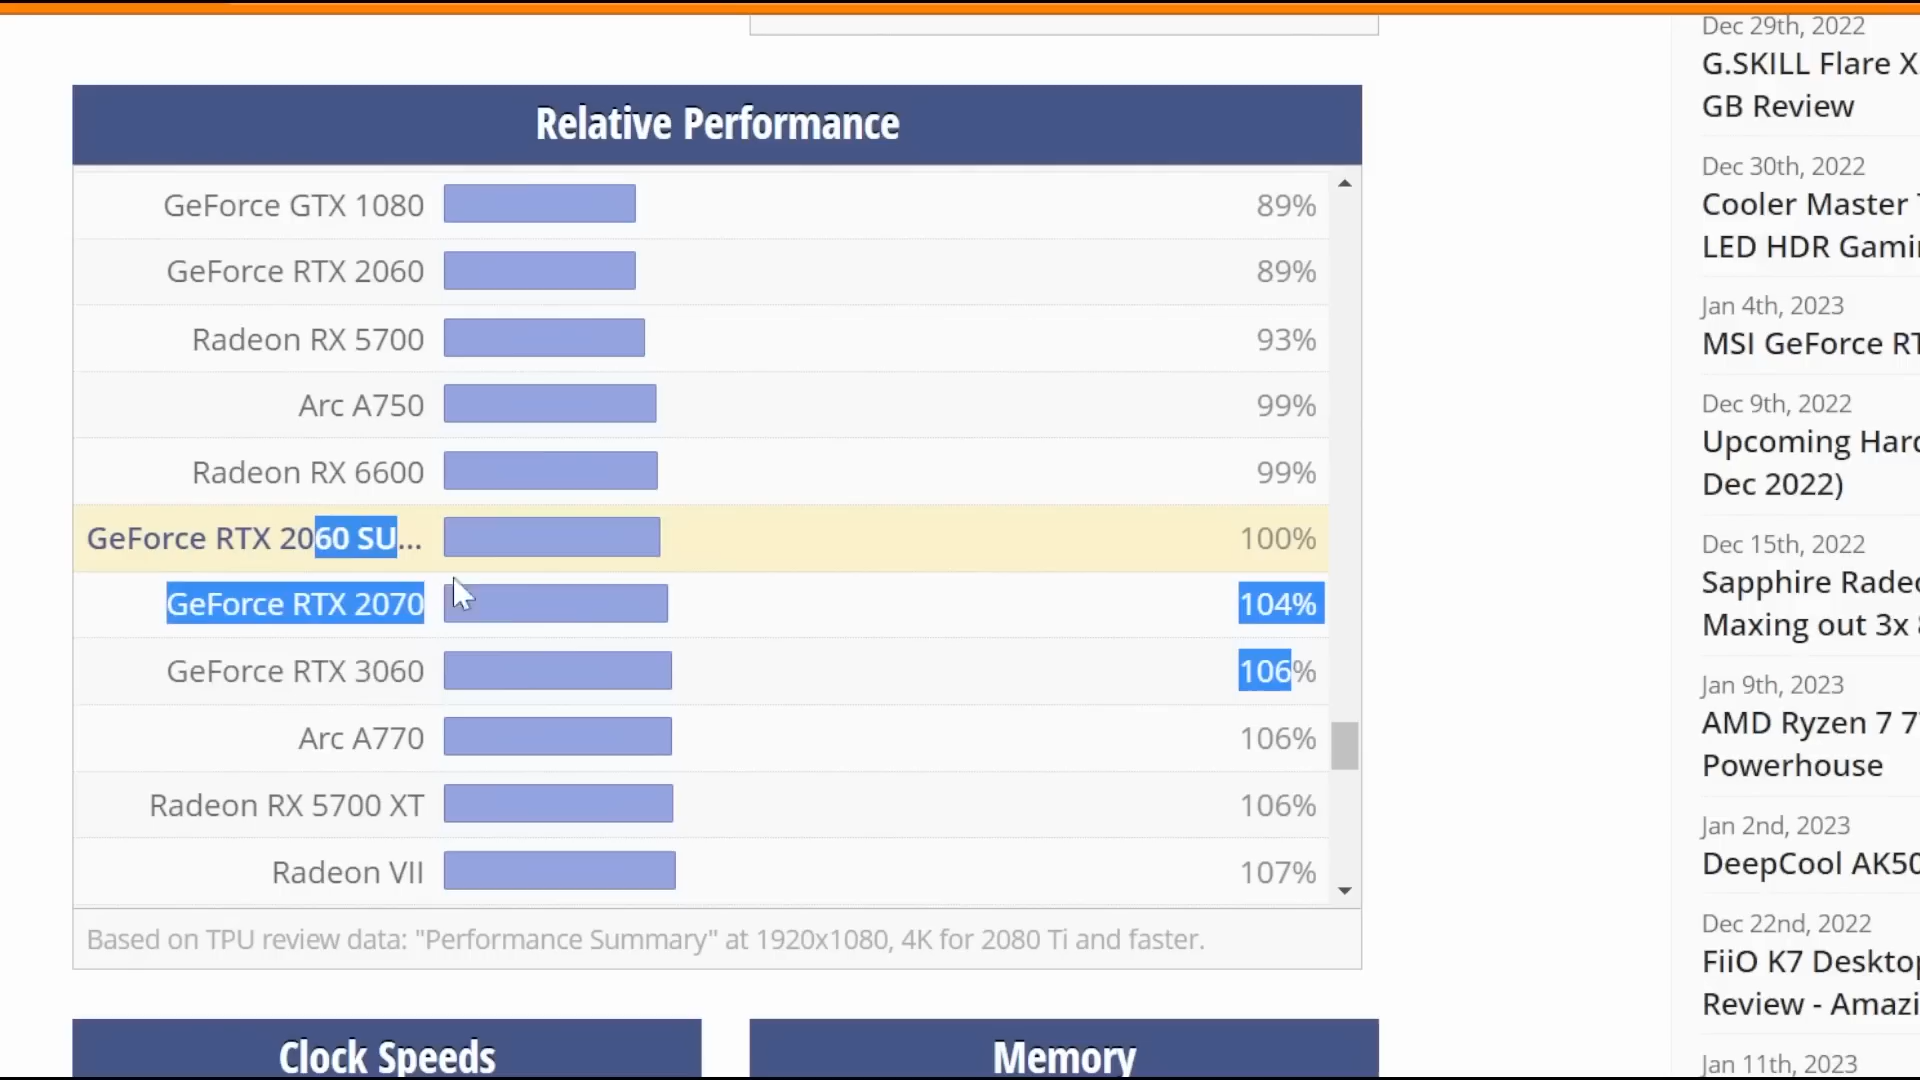 Relative Performance
GeForce GTX 1080 89%
GeForce RTX 2060 89%
Radeon RX 5700 93%
Arc A750 99%
Radeon RX 6600 99%
GeForce RTX 2060 SU... 100%
GeForce RTX 2070 104%
GeForce RTX 3060 106%
Arc A770 106%
Radeon RX 5700 XT 106%
Radeon VII 107%
Based on TPU review data: "Performance Summary" at 1920x1080, 4K for 2080 Ti and faster.
Clock Speeds
Memory
Dec 29th, 2022
G.SKILL Flare X
GB Review
Dec 30th, 2022
Cooler Master
LED HDR Gami
Jan 4th, 2023
MSI GeForce RT
Dec 9th, 2022
Upcoming Hard
Dec 2022)
Dec 15th, 2022
Sapphire Radeo
Maxing out 3x
Jan 9th, 2023
AMD Ryzen 7 7
Powerhouse
Jan 2nd, 2023
DeepCool AK50
Dec 22nd, 2022
FiiO K7 Desktop
Review - Amazi
Jan 11th, 2023